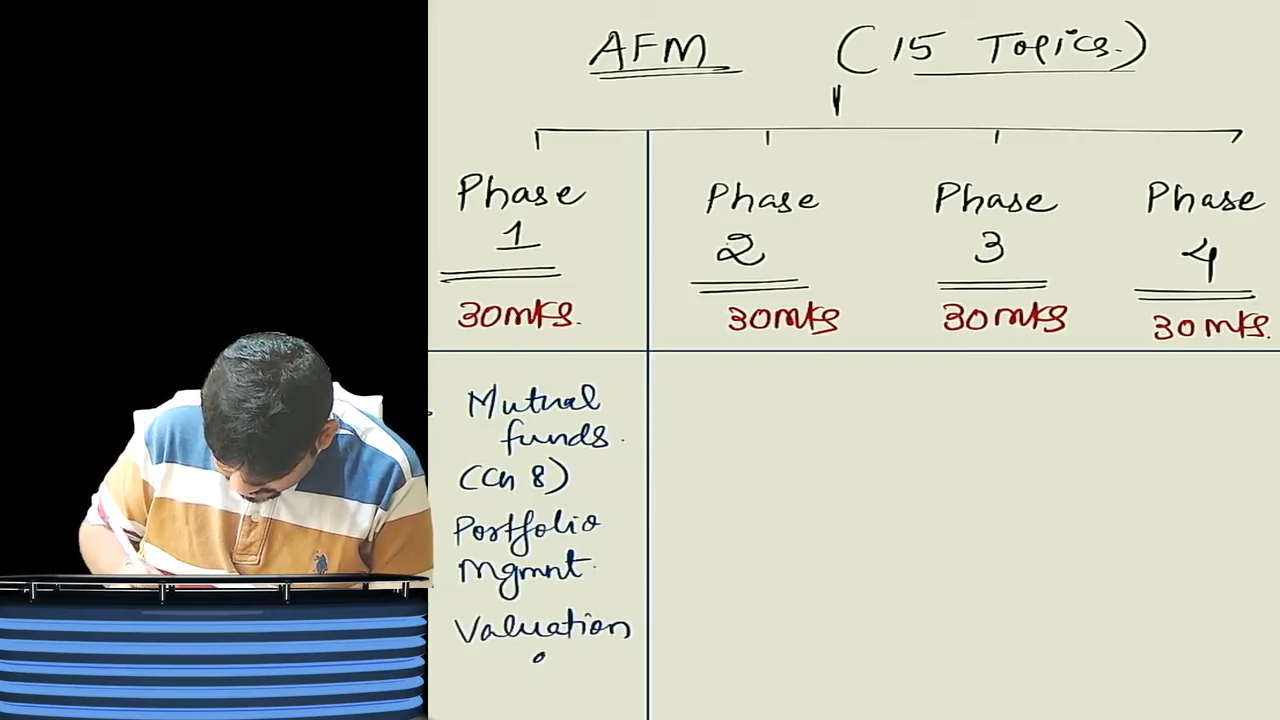 AFM (15 Topics.)
Phase 1 30mks.
Phase 2 30mks
Phase 3 30mks
Phase 4 30mks.
Mutual
funds.
(Ch 8)
Portfolio
Mgmnt.
Valuation
o